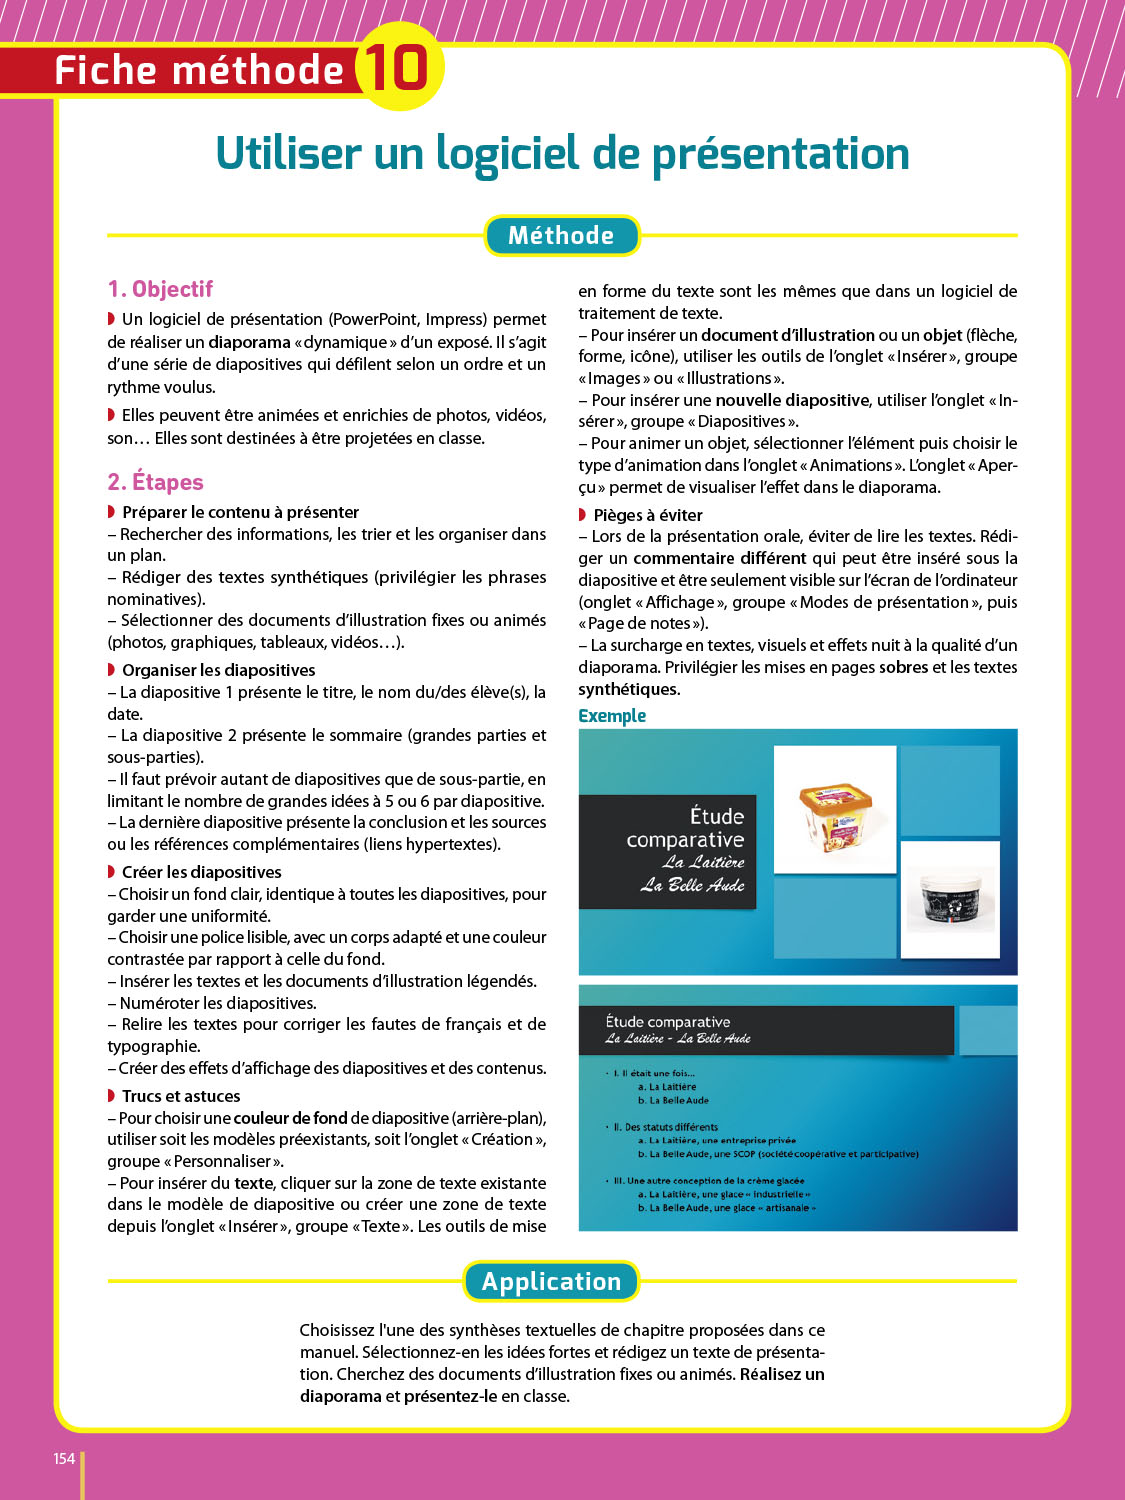 Fiche méthode 10
Utiliser un logiciel de présentation
Méthode
1. Objectif
Un logiciel de présentation (PowerPoint, Impress) permet
de réaliser un diaporama « dynamique » d’un exposé. Il s’agit
d’une série de diapositives qui défilent selon un ordre et un
rythme voulus.
Elles peuvent être animées et enrichies de photos, vidéos,
son… Elles sont destinées à être projetées en classe.
2. Étapes
Préparer le contenu à présenter
– Rechercher des informations, les trier et les organiser dans
un plan.
– Rédiger des textes synthétiques (privilégier les phrases
nominatives).
– Sélectionner des documents d’illustration fixes ou animés
(photos, graphiques, tableaux, vidéos…).
Organiser les diapositives
– La diapositive 1 présente le titre, le nom du/des élève(s), la
date.
– La diapositive 2 présente le sommaire (grandes parties et
sous-parties).
– Il faut prévoir autant de diapositives que de sous-partie, en
limitant le nombre de grandes idées à 5 ou 6 par diapositive.
– La dernière diapositive présente la conclusion et les sources
ou les références complémentaires (liens hypertextes).
Créer les diapositives
– Choisir un fond clair, identique à toutes les diapositives, pour
garder une uniformité.
– Choisir une police lisible, avec un corps adapté et une couleur
contrastée par rapport à celle du fond.
– Insérer les textes et les documents d’illustration légendés.
– Numéroter les diapositives.
– Relire les textes pour corriger les fautes de français et de
typographie.
– Créer des effets d’affichage des diapositives et des contenus.
Trucs et astuces
– Pour choisir une couleur de fond de diapositive (arrière-plan),
utiliser soit les modèles préexistants, soit l’onglet « Création »,
groupe « Personnaliser ».
– Pour insérer du texte, cliquer sur la zone de texte existante
dans le modèle de diapositive ou créer une zone de texte
depuis l’onglet « Insérer », groupe « Texte ». Les outils de mise
en forme du texte sont les mêmes que dans un logiciel de
traitement de texte.
– Pour insérer un document d’illustration ou un objet (flèche,
forme, icône), utiliser les outils de l’onglet « Insérer », groupe
« Images » ou « Illustrations ».
– Pour insérer une nouvelle diapositive, utiliser l’onglet « In-
sérer », groupe « Diapositives ».
– Pour animer un objet, sélectionner l’élément puis choisir le
type d’animation dans l’onglet « Animations ». L’onglet « Aper-
çu » permet de visualiser l’effet dans le diaporama.
Pièges à éviter
– Lors de la présentation orale, éviter de lire les textes. Rédi-
ger un commentaire différent qui peut être inséré sous la
diapositive et être seulement visible sur l’écran de l’ordinateur
(onglet « Affichage », groupe « Modes de présentation », puis
« Page de notes »).
– La surcharge en textes, visuels et effets nuit à la qualité d’un
diaporama. Privilégier les mises en pages sobres et les textes
synthétiques.
Exemple
Étude
comparative
La Laitière
La Belle Aude
Étude comparative
La Laitière - La Belle Aude
• I. Il était une fois...
a. La Laitière
b. La Belle Aude
• II. Des statuts différents
a. La Laitière, une entreprise privée
b. La Belle Aude, une SCOP (société coopérative et participative)
• III. Une autre conception de la crème glacée
a. La Laitière, une glace « industrielle »
b. La Belle Aude, une glace « artisanale »
Application
Choisissez l'une des synthèses textuelles de chapitre proposées dans ce
manuel. Sélectionnez-en les idées fortes et rédigez un texte de présenta-
tion. Cherchez des documents d’illustration fixes ou animés. Réalisez un
diaporama et présentez-le en classe.
154